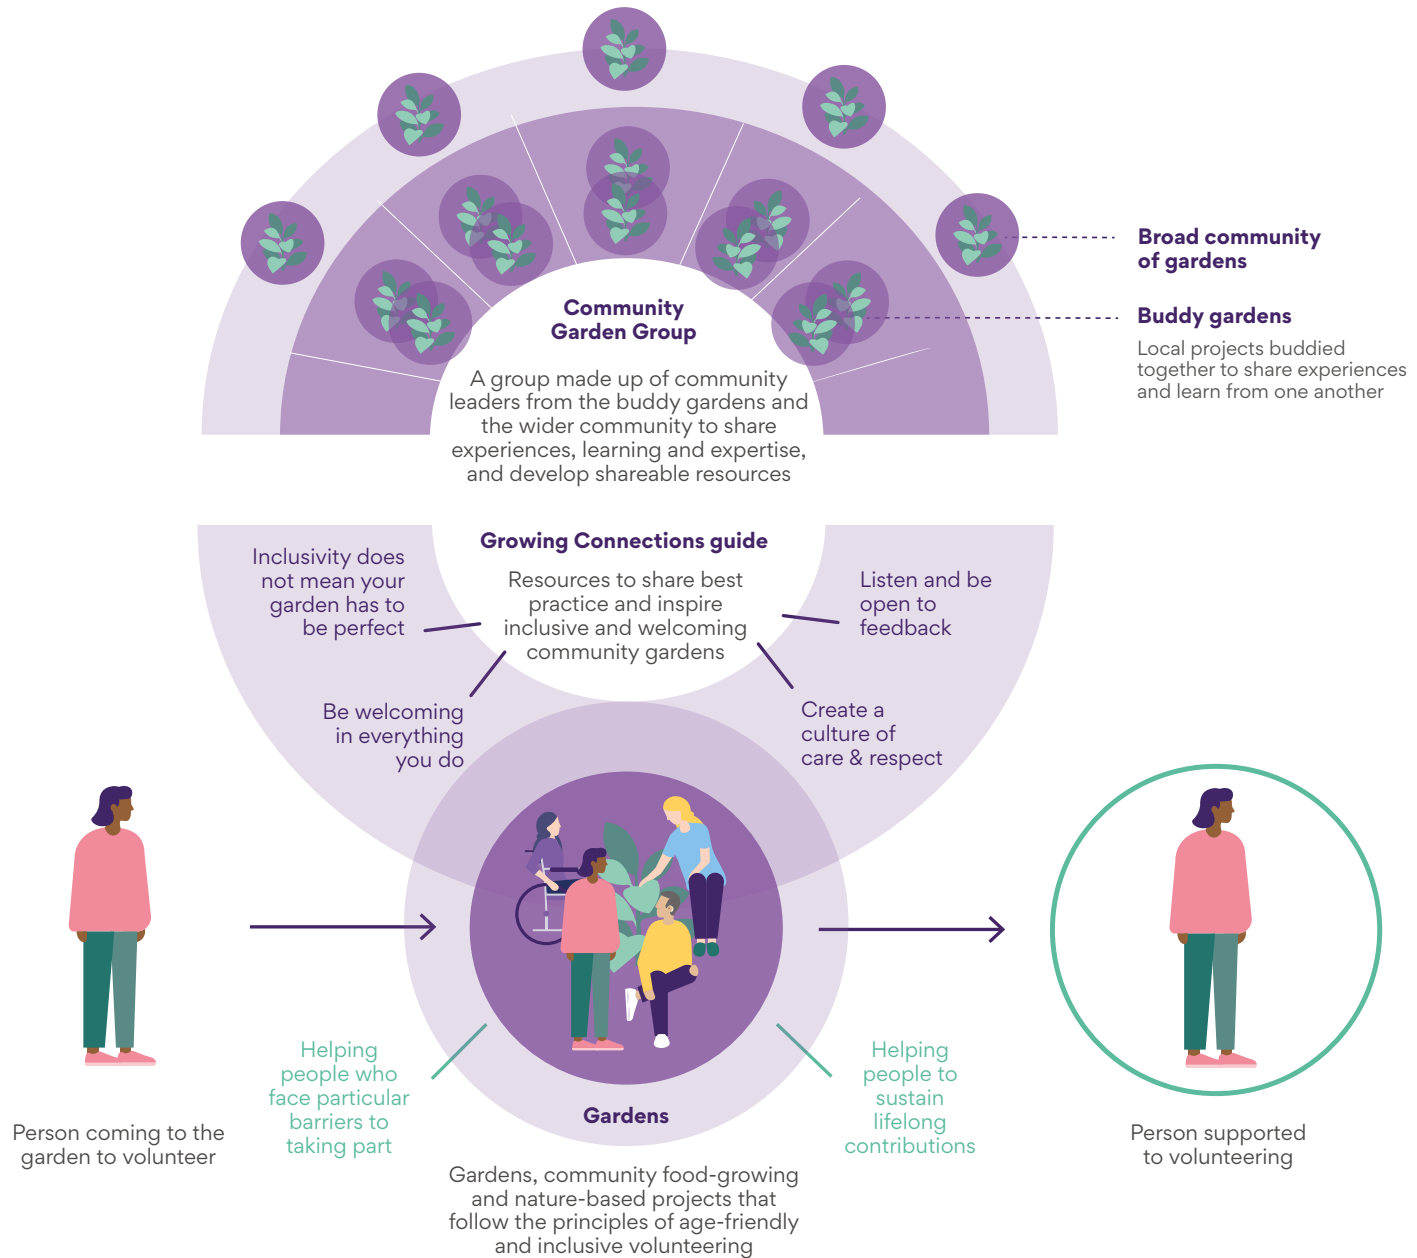 Broad community
of gardens
Buddy gardens
Local projects buddied
together to share experiences
and learn from one another
Community
Garden Group
A group made up of community
leaders from the buddy gardens and
the wider community to share
experiences, learning and expertise,
and develop shareable resources
Growing Connections guide
Resources to share best
practice and inspire
inclusive and welcoming
community gardens
Inclusivity does
not mean your
garden has to
be perfect
Be welcoming
in everything
you do
Listen and be
open to
feedback
Create a
culture of
care & respect
Person coming to the
garden to volunteer
Helping
people who
face particular
barriers to
taking part
Gardens
Gardens, community food-growing
and nature-based projects that
follow the principles of age-friendly
and inclusive volunteering
Helping
people to
sustain
lifelong
contributions
Person supported
to volunteering